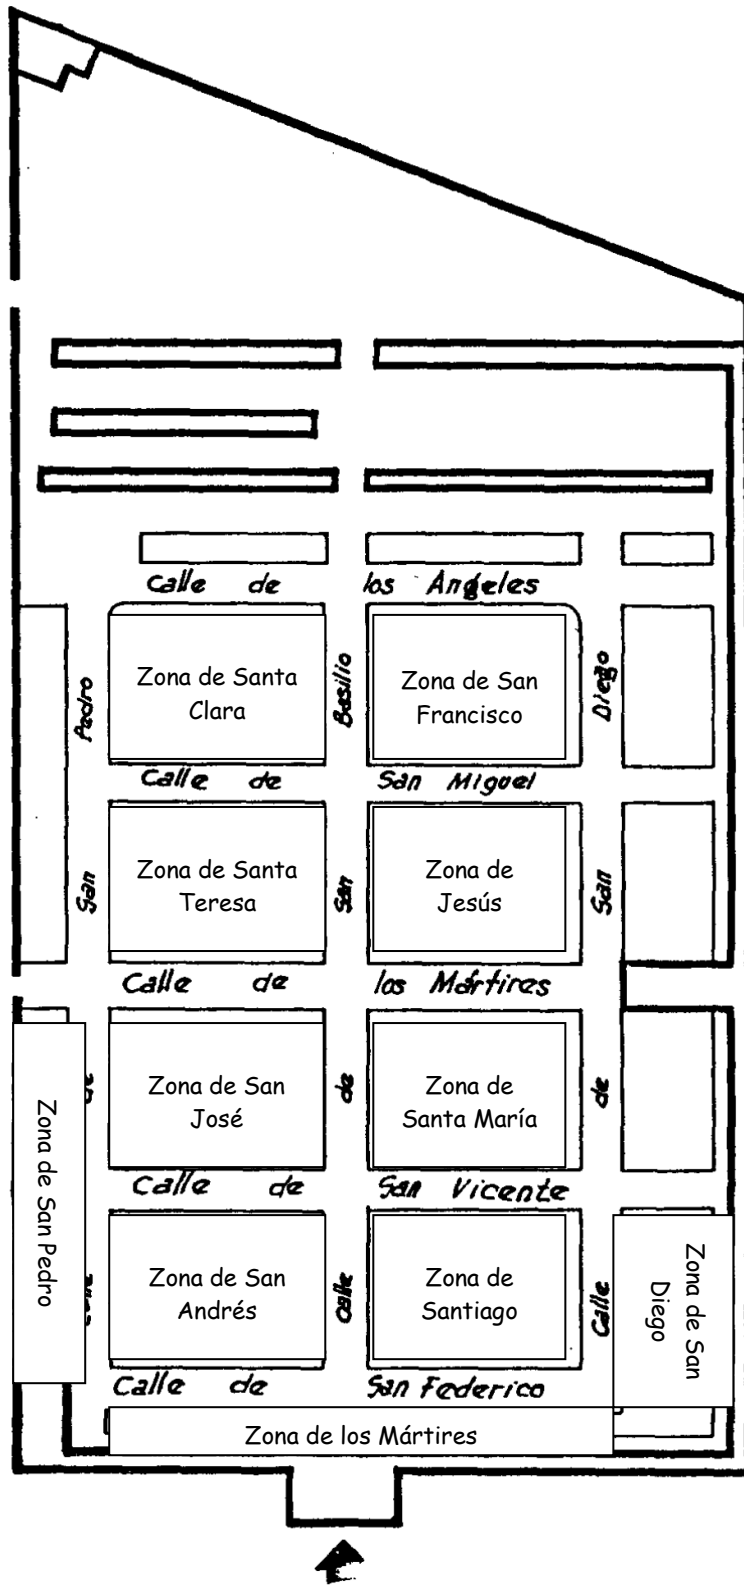 Calle de los Ángeles
Zona de Santa
Clara
Zona de San
Francisco
Pedro
Basilio
Diego
Calle de San Miguel
Zona de Santa
Teresa
Zona de
Jesús
San
San
San
Calle de los Mártires
Zona de San
José
Zona de
Santa María
de
de
Zona de San Pedro
Calle de San Vicente
Zona de San
Andrés
Zona de
Santiago
Zona de San
Diego
Calle
Calle
Calle de San Federico
Zona de los Mártires